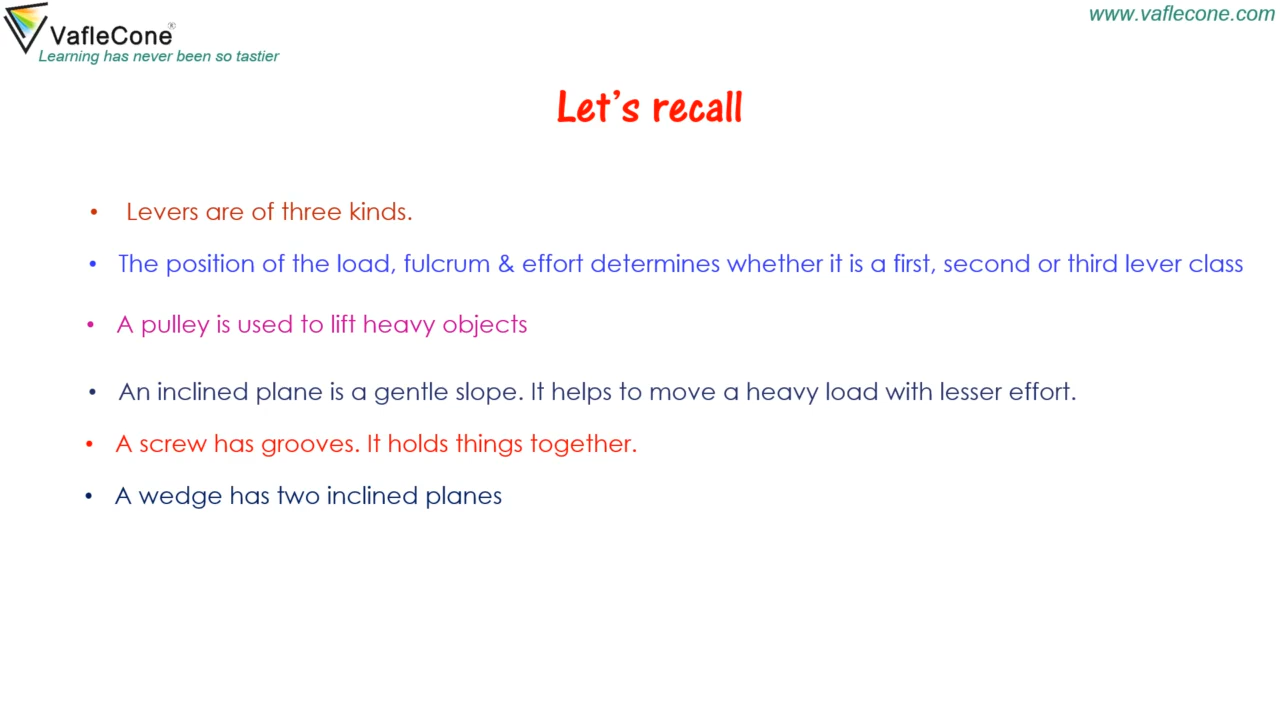 VafleCone®
Learning has never been so tastier
www.vaflecone.com
Let's recall
• Levers are of three kinds.
• The position of the load, fulcrum & effort determines whether it is a first, second or third lever class
• A pulley is used to lift heavy objects
• An inclined plane is a gentle slope. It helps to move a heavy load with lesser effort.
• A screw has grooves. It holds things together.
• A wedge has two inclined planes